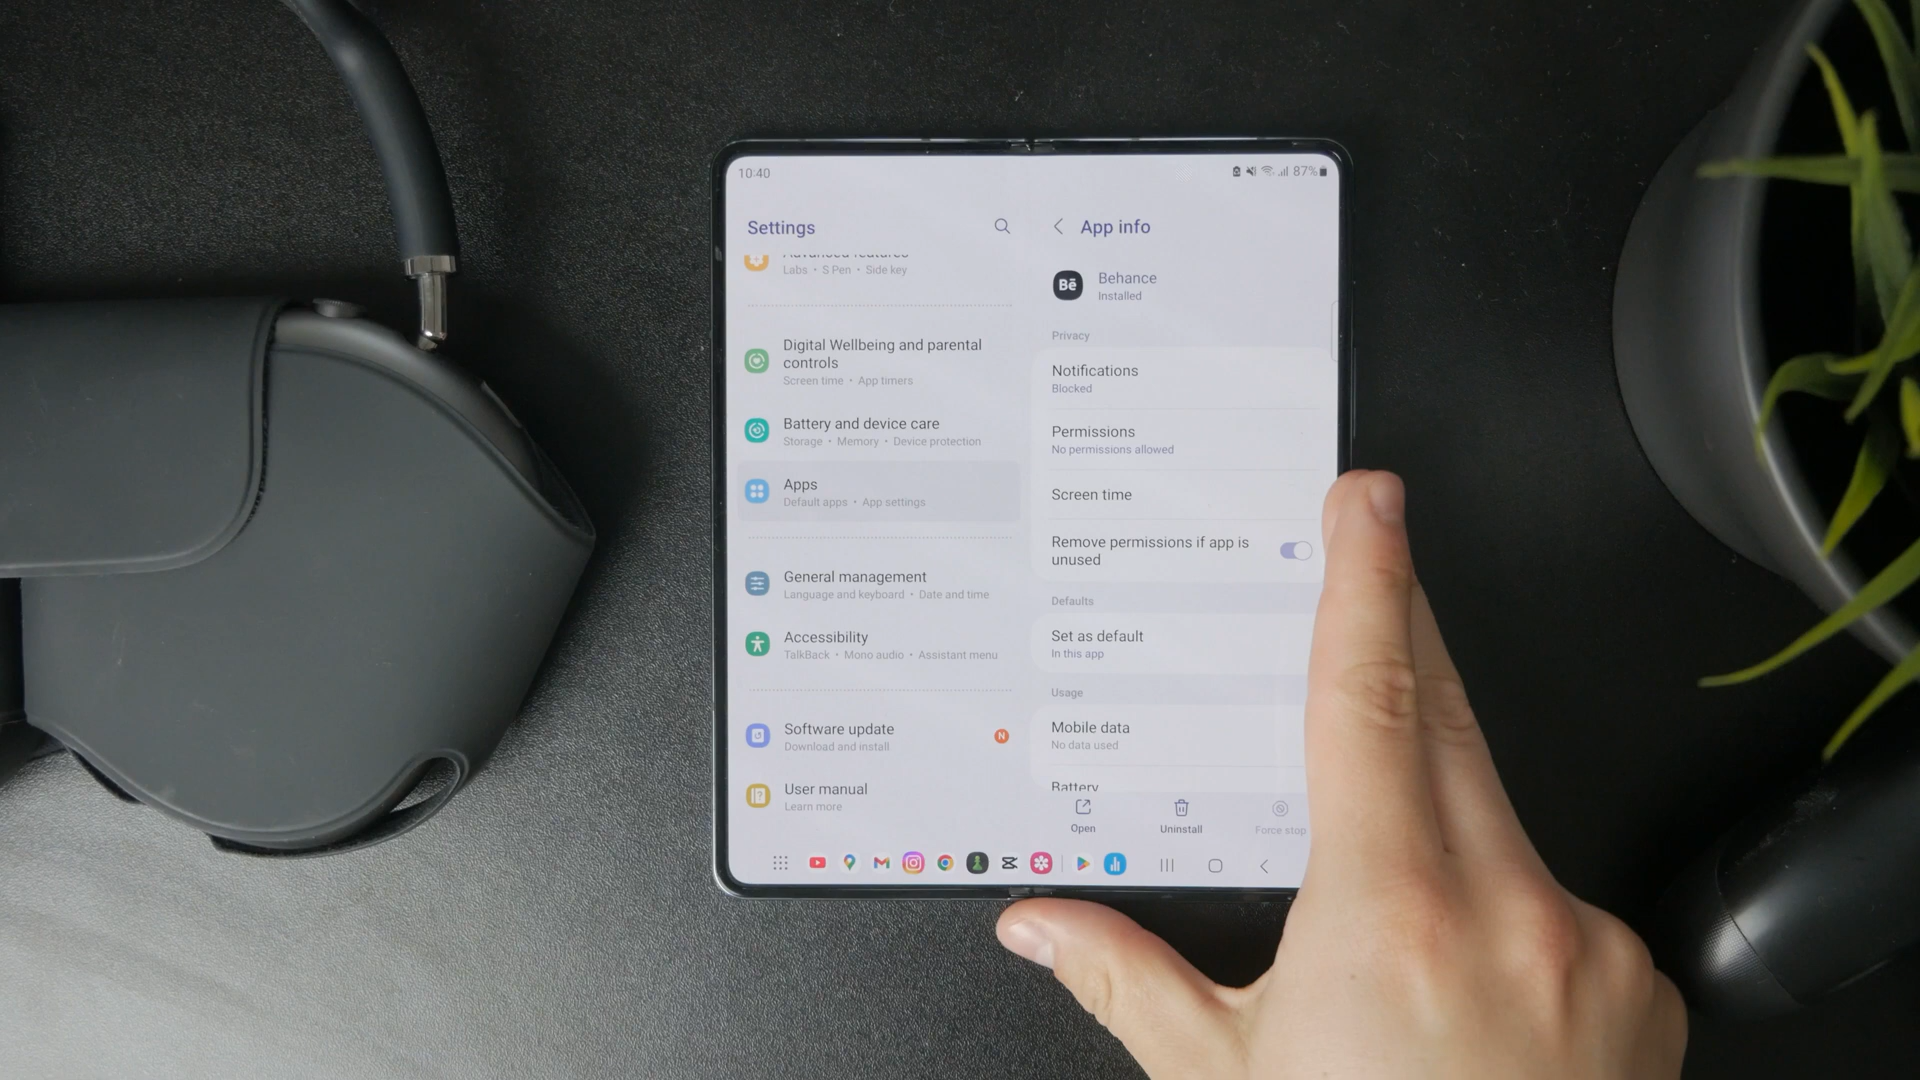 10:40
87%
Settings
Advanced features
Labs • S Pen • Side key
Digital Wellbeing and parental
controls
Screen time • App timers
Battery and device care
Storage • Memory • Device protection
Apps
Default apps • App settings
General management
Language and keyboard • Date and time
Accessibility
TalkBack • Mono audio • Assistant menu
Software update
Download and install
N
User manual
Learn more
App info
Bē
Behance
Installed
Privacy
Notifications
Blocked
Permissions
No permissions allowed
Screen time
Remove permissions if app is
unused
Defaults
Set as default
In this app
Usage
Mobile data
No data used
Battery
Open
Uninstall
Force stop